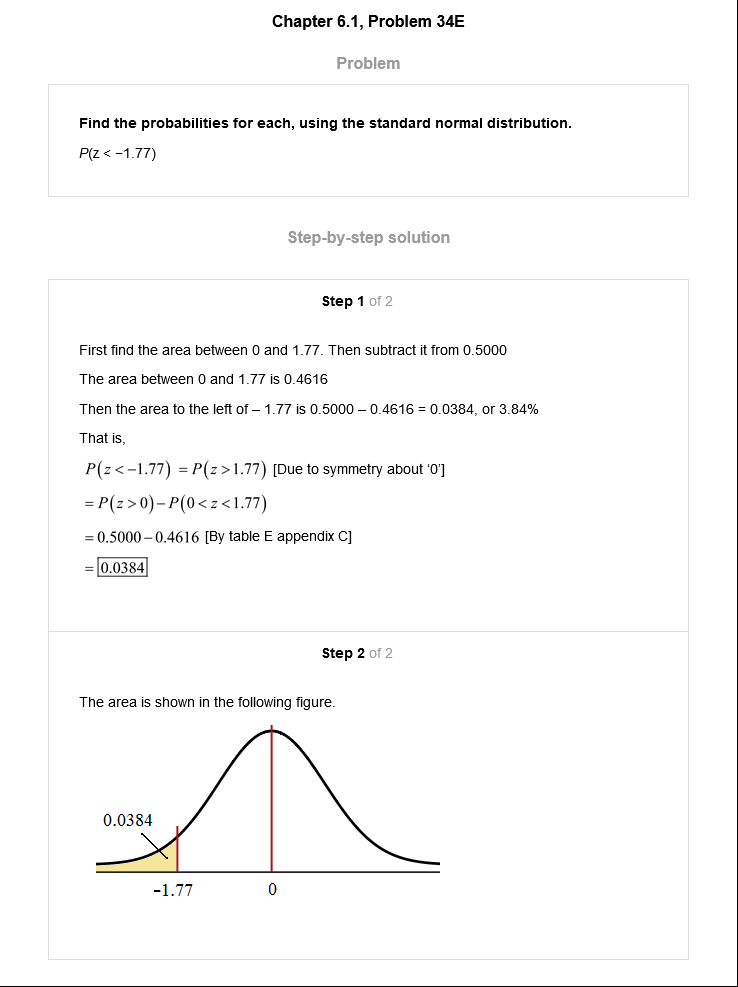 Chapter 6.1, Problem 34E
Problem
Find the probabilities for each, using the standard normal distribution.
P(z < −1.77)
Step-by-step solution
Step 1 of 2
First find the area between 0 and 1.77. Then subtract it from 0.5000
The area between 0 and 1.77 is 0.4616
Then the area to the left of – 1.77 is 0.5000 – 0.4616 = 0.0384, or 3.84%
That is,
P(z < −1.77) = P(z > 1.77) [Due to symmetry about ‘0’]
= P(z > 0) − P(0 < z < 1.77)
= 0.5000 − 0.4616 [By table E appendix C]
= 0.0384
Step 2 of 2
The area is shown in the following figure.
0.0384
-1.77 0